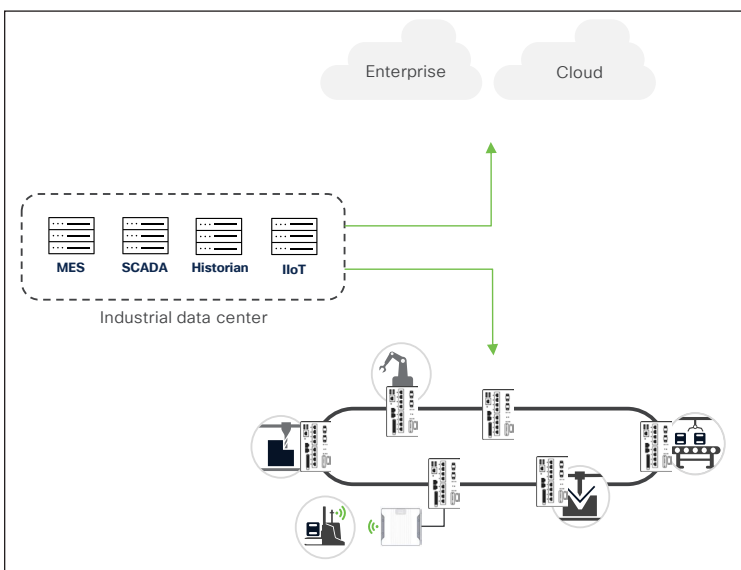 Enterprise
Cloud
MES
SCADA
Historian
IIoT
Industrial data center